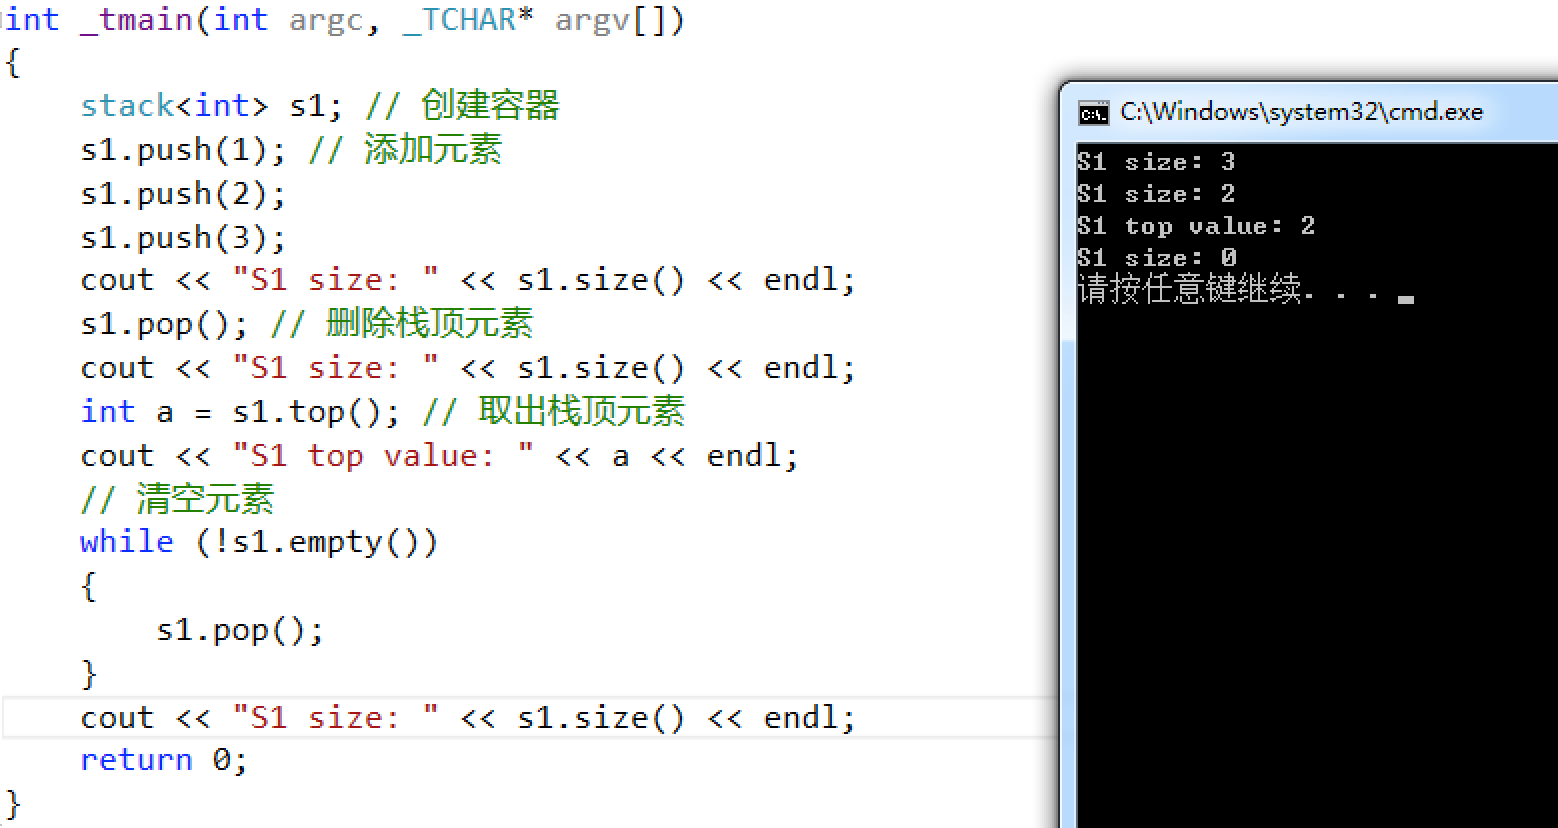 int _tmain(int argc, _TCHAR* argv[])
{
    stack<int> s1; // 创建容器
    s1.push(1); // 添加元素
    s1.push(2);
    s1.push(3);
    cout << "S1 size: " << s1.size() << endl;
    s1.pop(); // 删除栈顶元素
    cout << "S1 size: " << s1.size() << endl;
    int a = s1.top(); // 取出栈顶元素
    cout << "S1 top value: " << a << endl;
    // 清空元素
    while (!s1.empty())
    {
        s1.pop();
    }
    cout << "S1 size: " << s1.size() << endl;
    return 0;
}
C:\Windows\system32\cmd.exe
S1 size: 3
S1 size: 2
S1 top value: 2
S1 size: 0
请按任意键继续. . .